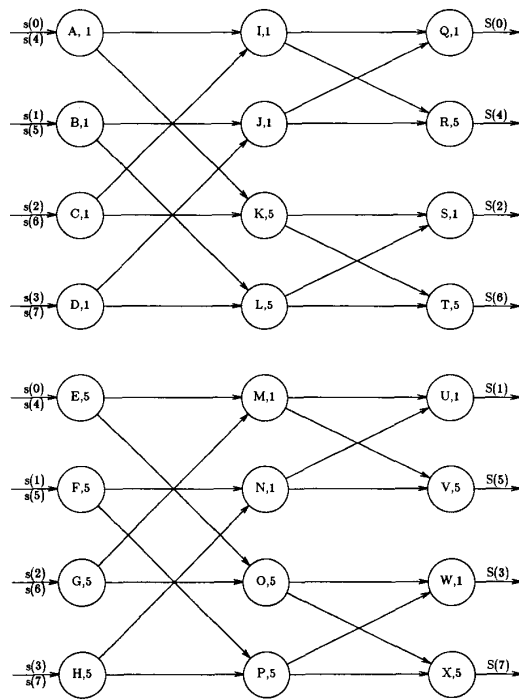 s(0)
s(4)
A, 1
I,1
Q,1
S(0)
s(1)
s(5)
B,1
J,1
R,5
S(4)
s(2)
s(6)
C,1
K,5
S,1
S(2)
s(3)
s(7)
D,1
L,5
T,5
S(6)
s(0)
s(4)
E,5
M,1
U,1
S(1)
s(1)
s(5)
F,5
N,1
V,5
S(5)
s(2)
s(6)
G,5
O,5
W,1
S(3)
s(3)
s(7)
H,5
P,5
X,5
S(7)